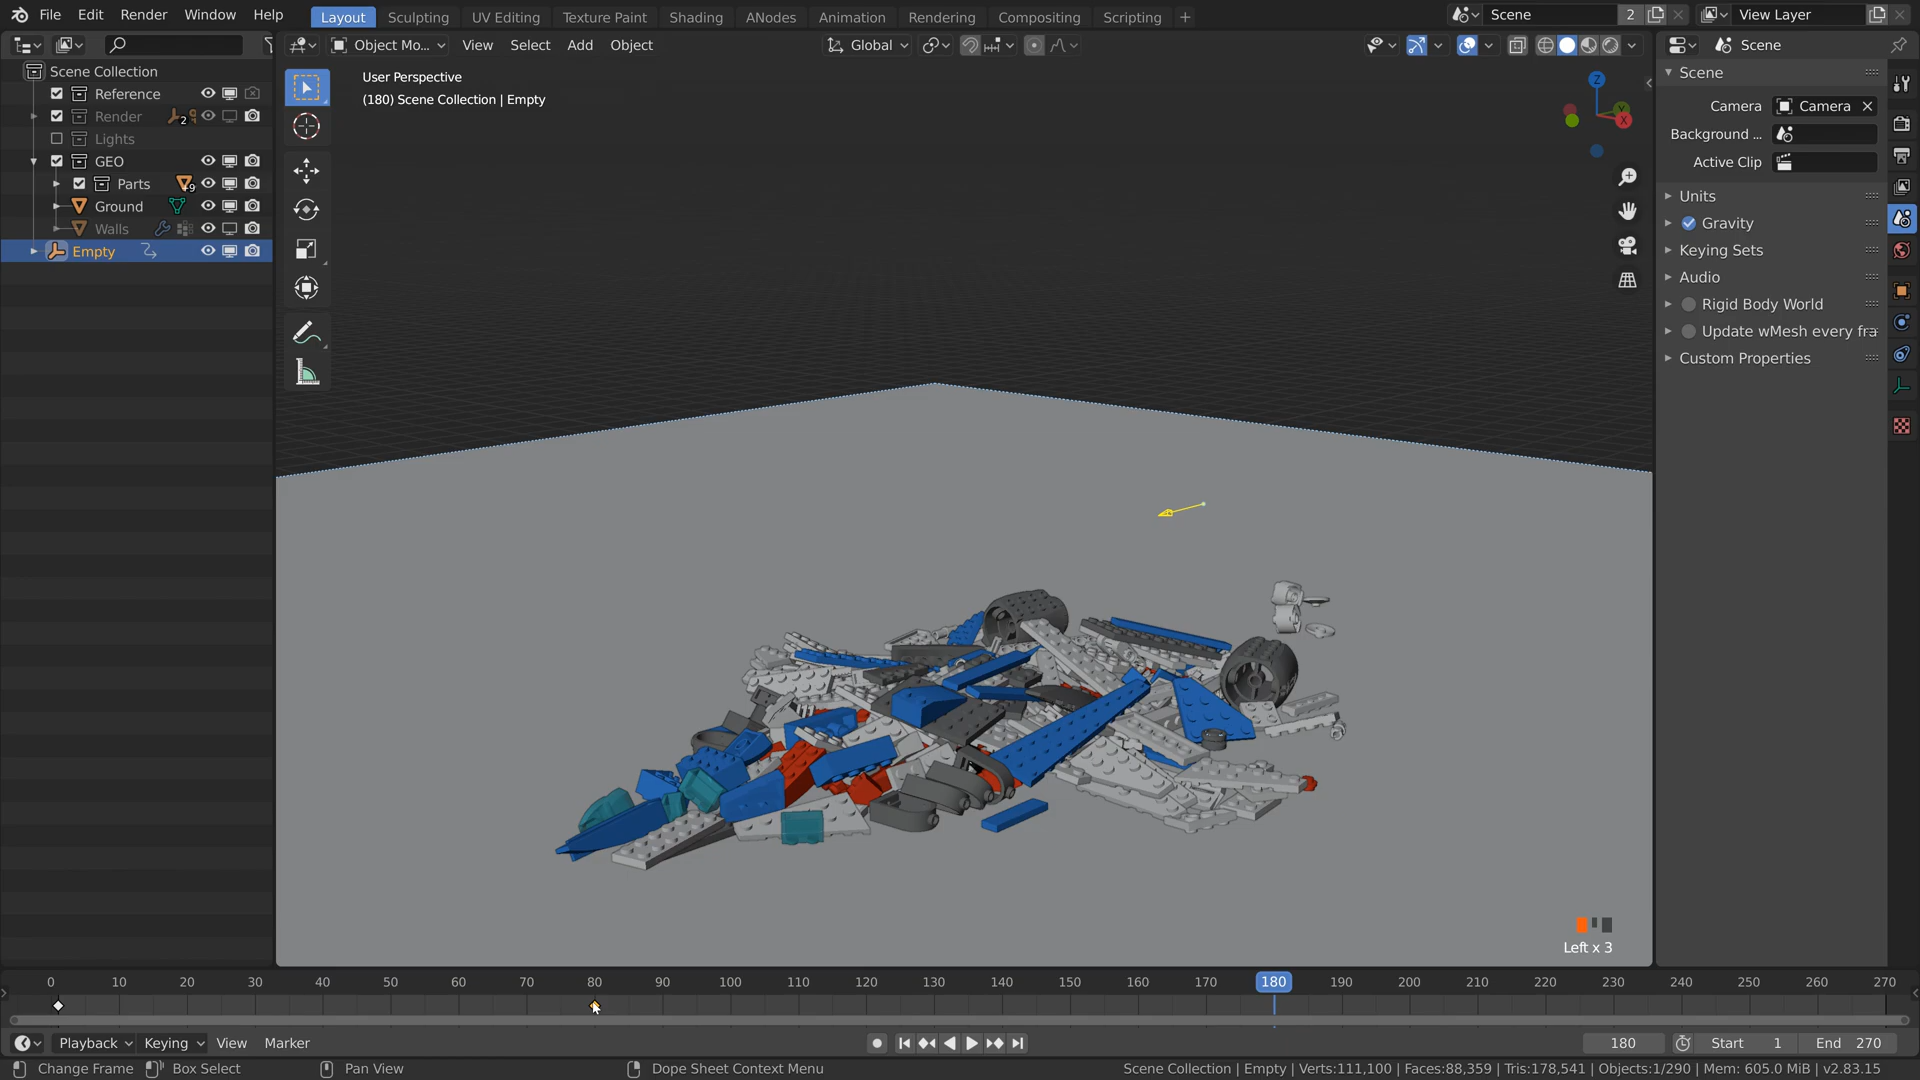 File Edit Render Window Help Layout Sculpting UV Editing Texture Paint Shading ANodes Animation Rendering Compositing Scripting + Scene 2 View Layer
Object Mo... View Select Add Object Global Scene
Scene Collection
Reference
Render 2
Lights
GEO
Parts +9
Ground
Walls
Empty
User Perspective
(180) Scene Collection | Empty
Z
Y
X
Scene
Camera Camera
Background ...
Active Clip
Units
Gravity
Keying Sets
Audio
Rigid Body World
Update wMesh every fra
Custom Properties
Left x 3
0 10 20 30 40 50 60 70 80 90 100 110 120 130 140 150 160 170 180 190 200 210 220 230 240 250 260 270
Playback Keying View Marker 180 Start 1 End 270
Change Frame Box Select Pan View Dope Sheet Context Menu Scene Collection | Empty | Verts:111,100 | Faces:88,359 | Tris:178,541 | Objects:1/290 | Mem: 605.0 MiB | v2.83.15